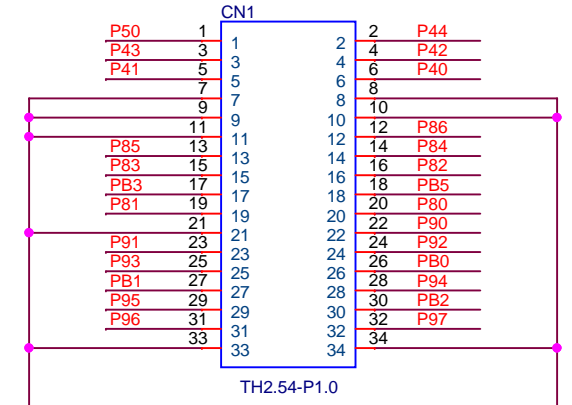 CN1
P50 1 1 2 2 P44
P43 3 3 4 4 P42
P41 5 5 6 6 P40
7 7 8 8
9 9 10 10
11 11 12 12 P86
P85 13 13 14 14 P84
P83 15 15 16 16 P82
PB3 17 17 18 18 PB5
P81 19 19 20 20 P80
21 21 22 22 P90
P91 23 23 24 24 P92
P93 25 25 26 26 PB0
PB1 27 27 28 28 P94
P95 29 29 30 30 PB2
P96 31 31 32 32 P97
33 33 34 34
TH2.54-P1.0